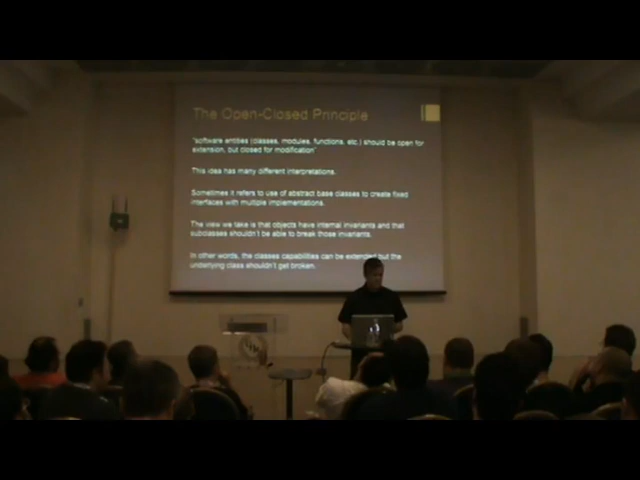 The Open-Closed Principle
"software entities (classes, modules, functions, etc.) should be open for
extension, but closed for modification"
This idea has many different interpretations.
Sometimes it refers to use of abstract base classes to create fixed
interfaces with multiple implementations.
The view we take is that objects have internal invariants and that
subclasses shouldn't be able to break those invariants.
In other words, the classes capabilities can be extended but the
underlying class shouldn't get broken.